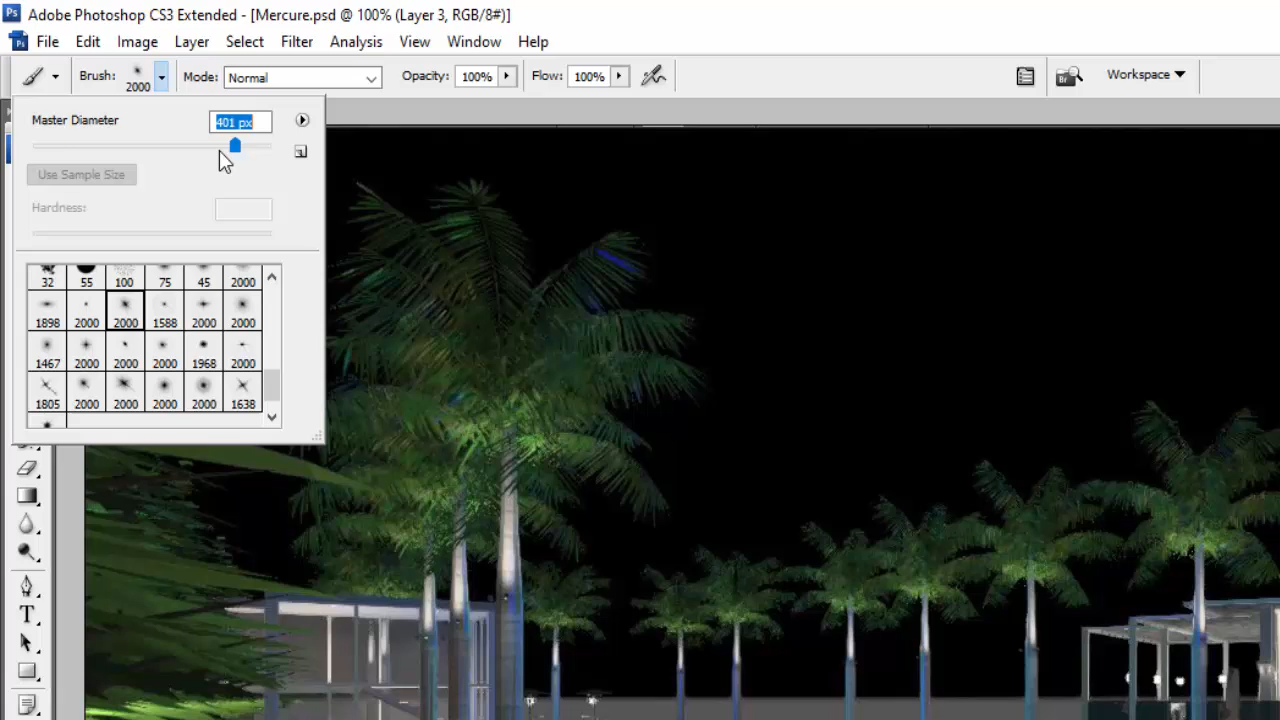 Ps Adobe Photoshop CS3 Extended - [Mercure.psd @ 100% (Layer 3, RGB/8#)]
Ps File Edit Image Layer Select Filter Analysis View Window Help
Brush: 2000 Mode: Normal Opacity: 100% Flow: 100% Br Workspace
Master Diameter 401 px
Use Sample Size
Hardness:
32 55 100 75 45 2000
1898 2000 2000 1588 2000 2000
1467 2000 2000 2000 1968 2000
1805 2000 2000 2000 2000 1638
T